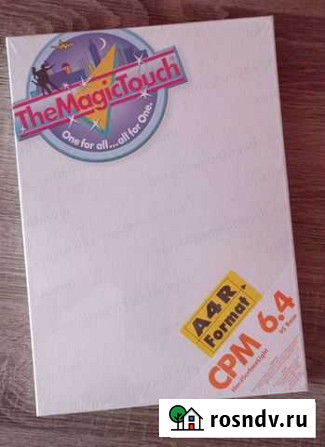 TheMagicTouch
One for all...all for One.
A4R
Format
CPM 6.4
rosndv.ru